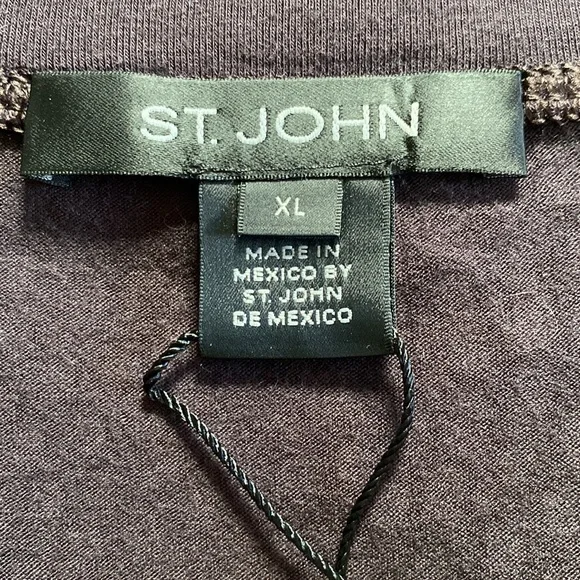 ST. JOHN
XL
MADE IN
MEXICO BY
ST. JOHN
DE MEXICO